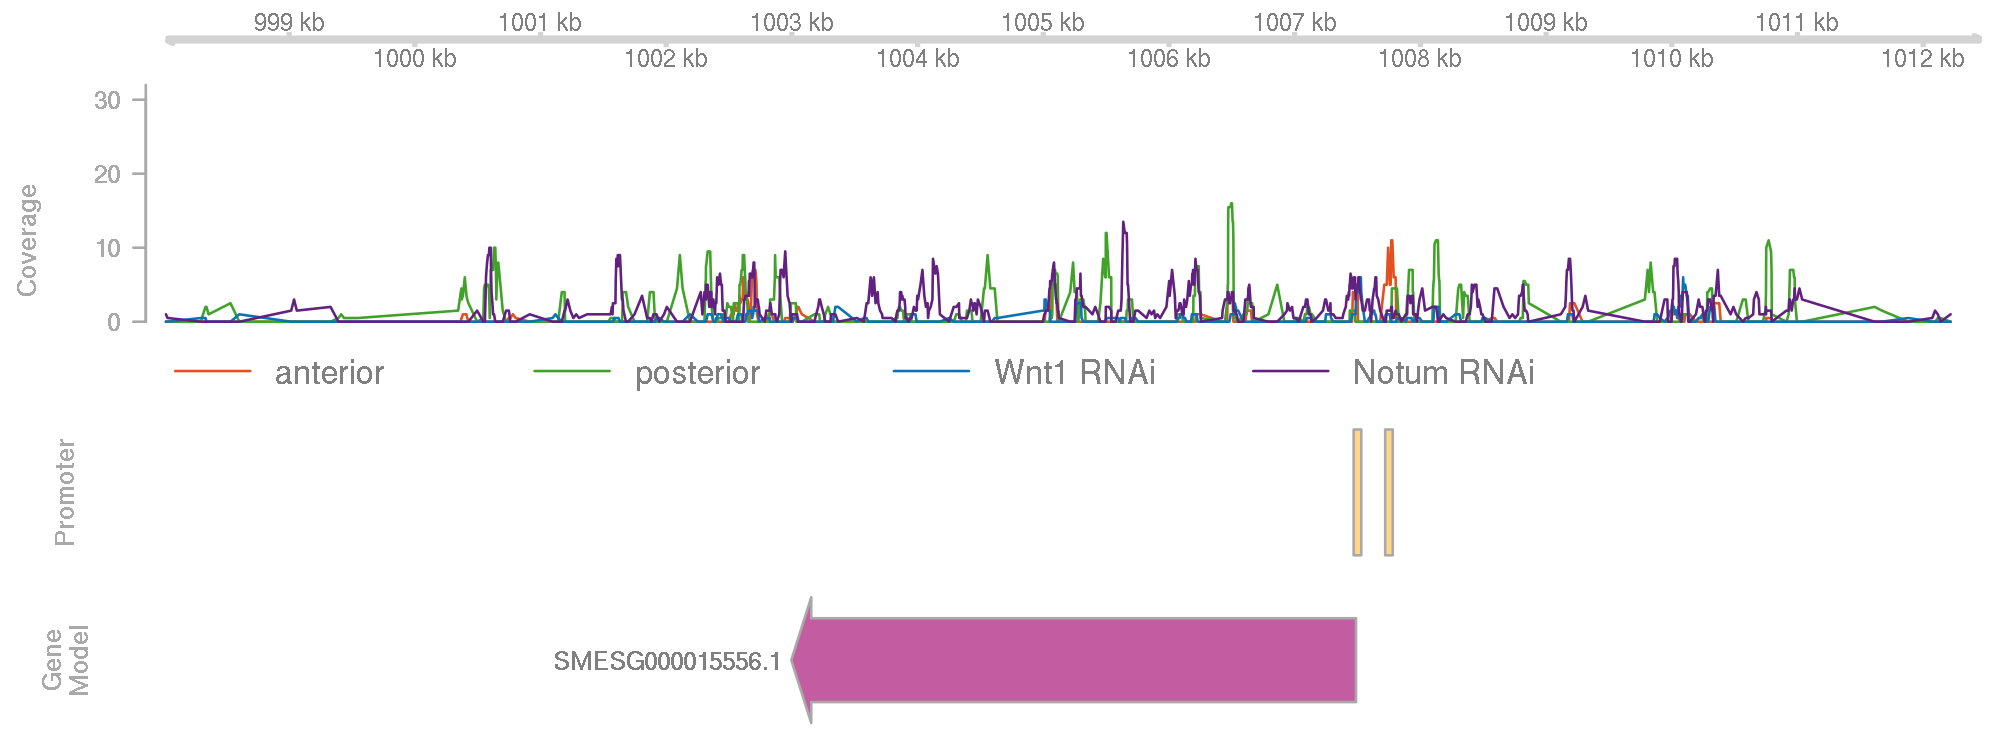 999 kb 1001 kb 1003 kb 1005 kb 1007 kb 1009 kb 1011 kb
1000 kb 1002 kb 1004 kb 1006 kb 1008 kb 1010 kb 1012 kb
30
20
10
0
Coverage
anterior posterior Wnt1 RNAi Notum RNAi
Promoter
Gene
Model
SMESG000015556.1